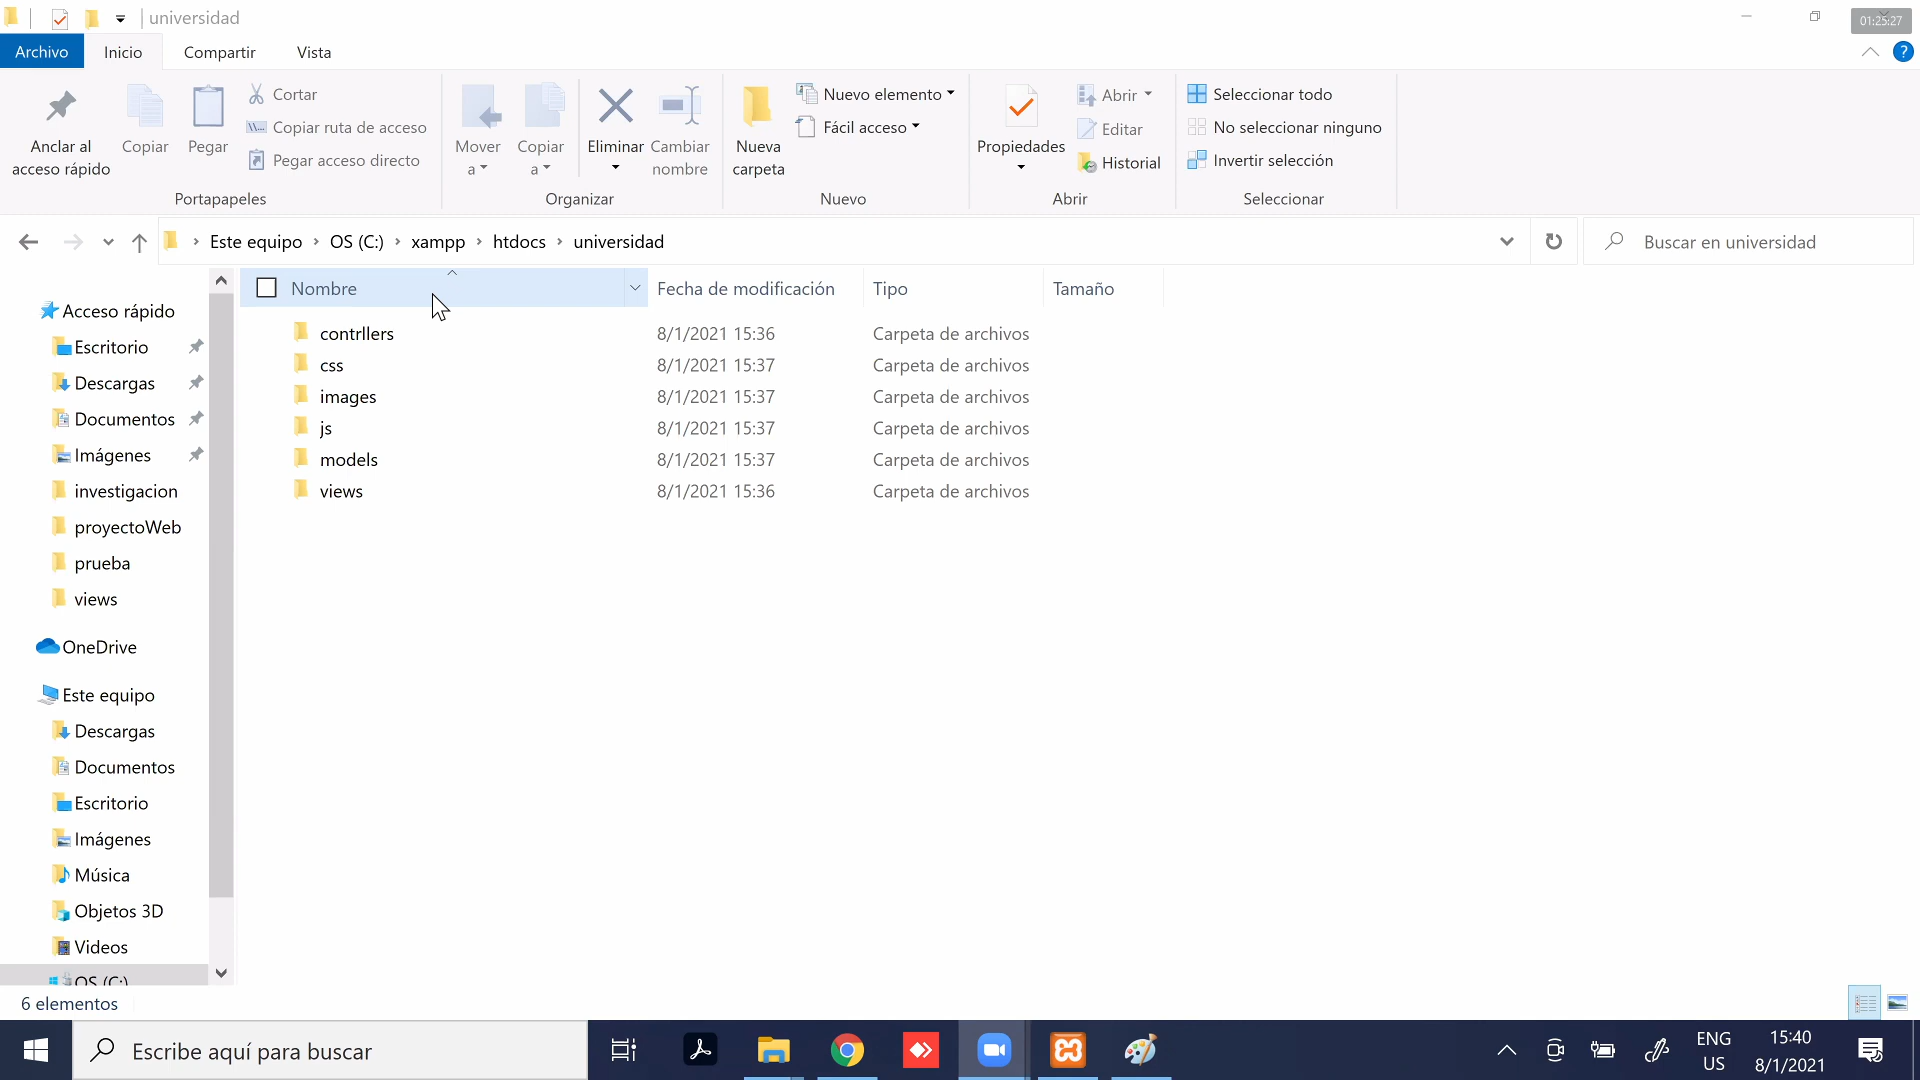 universidad
01:25:27
Archivo
Inicio
Compartir
Vista
?
Anclar al
acceso rápido
Copiar
Pegar
Cortar
Copiar ruta de acceso
Pegar acceso directo
Portapapeles
Mover
a
Copiar
a
Eliminar
Cambiar
nombre
Organizar
Nueva
carpeta
Nuevo elemento
Fácil acceso
Nuevo
Propiedades
Abrir
Editar
Historial
Abrir
Seleccionar todo
No seleccionar ninguno
Invertir selección
Seleccionar
Este equipo › OS (C:) › xampp › htdocs › universidad
Buscar en universidad
Nombre Fecha de modificación Tipo Tamaño
contrllers 8/1/2021 15:36 Carpeta de archivos
css 8/1/2021 15:37 Carpeta de archivos
images 8/1/2021 15:37 Carpeta de archivos
js 8/1/2021 15:37 Carpeta de archivos
models 8/1/2021 15:37 Carpeta de archivos
views 8/1/2021 15:36 Carpeta de archivos
Acceso rápido
Escritorio
Descargas
Documentos
Imágenes
investigacion
proyectoWeb
prueba
views
OneDrive
Este equipo
Descargas
Documentos
Escritorio
Imágenes
Música
Objetos 3D
Videos
OS (C:)
6 elementos
Escribe aquí para buscar
ENG
US
15:40
8/1/2021